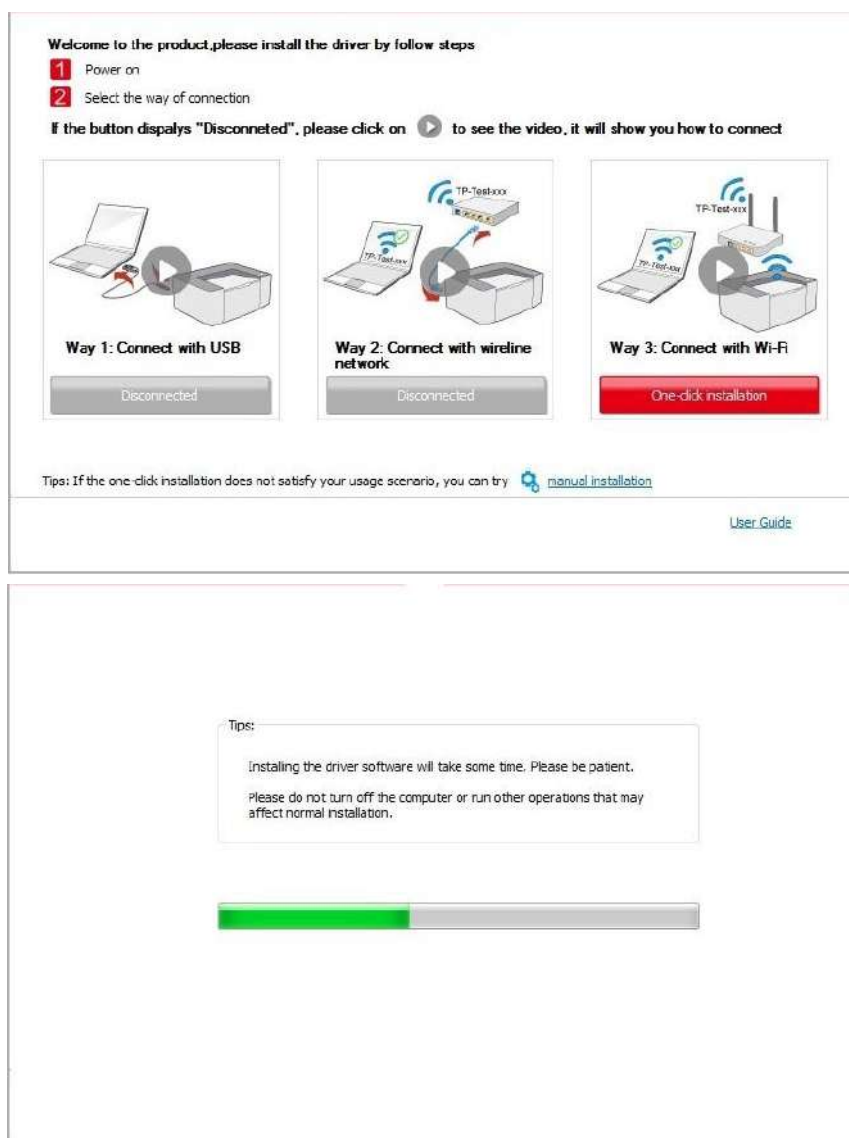 Welcome to the product,please install the driver by follow steps
1 Power on
2 Select the way of connection
If the button dispalys "Disconneted", please click on to see the video, it will show you how to connect
TP-Test-xxx
TP-Test-xxx
Way 1: Connect with USB
Disconnected
TP-Test-xxx
TP-Test-xxx
Way 2: Connect with wireline
network
Disconnected
Way 3: Connect with Wi-Fi
One-click installation
Tips: If the one-click installation does not satisfy your usage scenario, you can try manual installation
User Guide
Tips:
Installing the driver software will take some time. Please be patient.
Please do not turn off the computer or run other operations that may
affect normal installation.